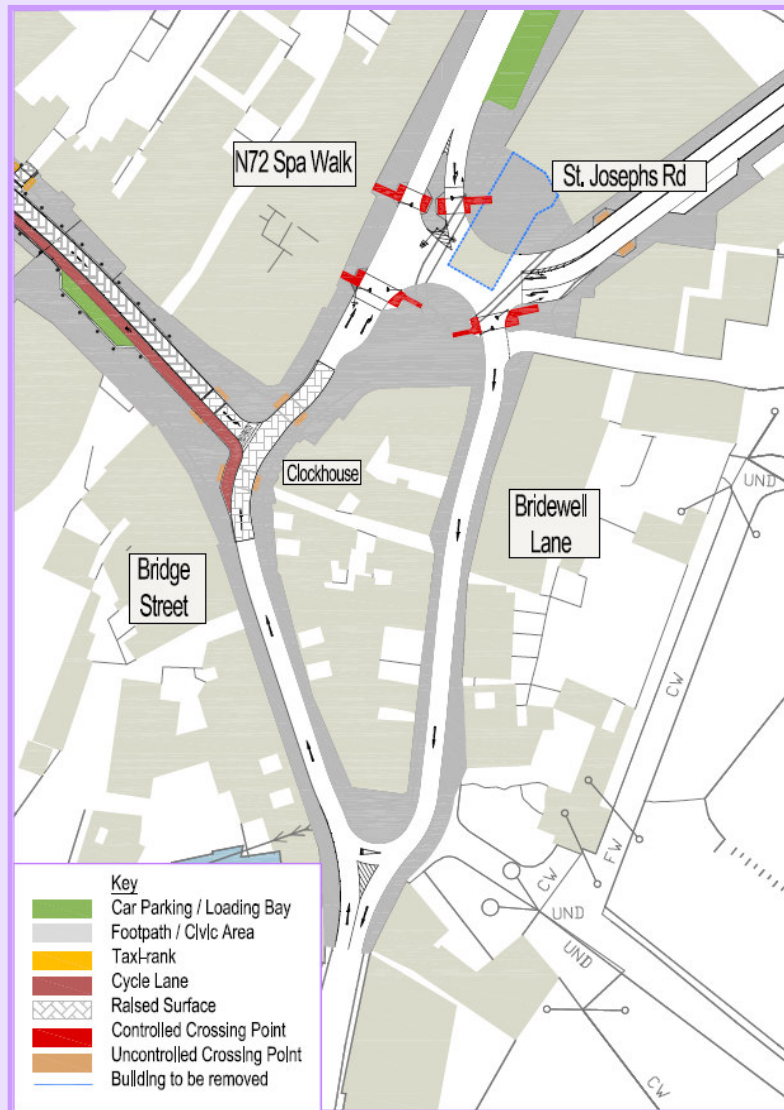 N72 Spa Walk
St. Josephs Rd
Clockhouse
UND
Bridewell
Lane
Bridge
Street
CW
FW
CW
UND
UND
CW
Key
Car Parking / Loading Bay
Footpath / Civic Area
Taxi-rank
Cycle Lane
Raised Surface
Controlled Crossing Point
Uncontrolled Crossing Point
Building to be removed